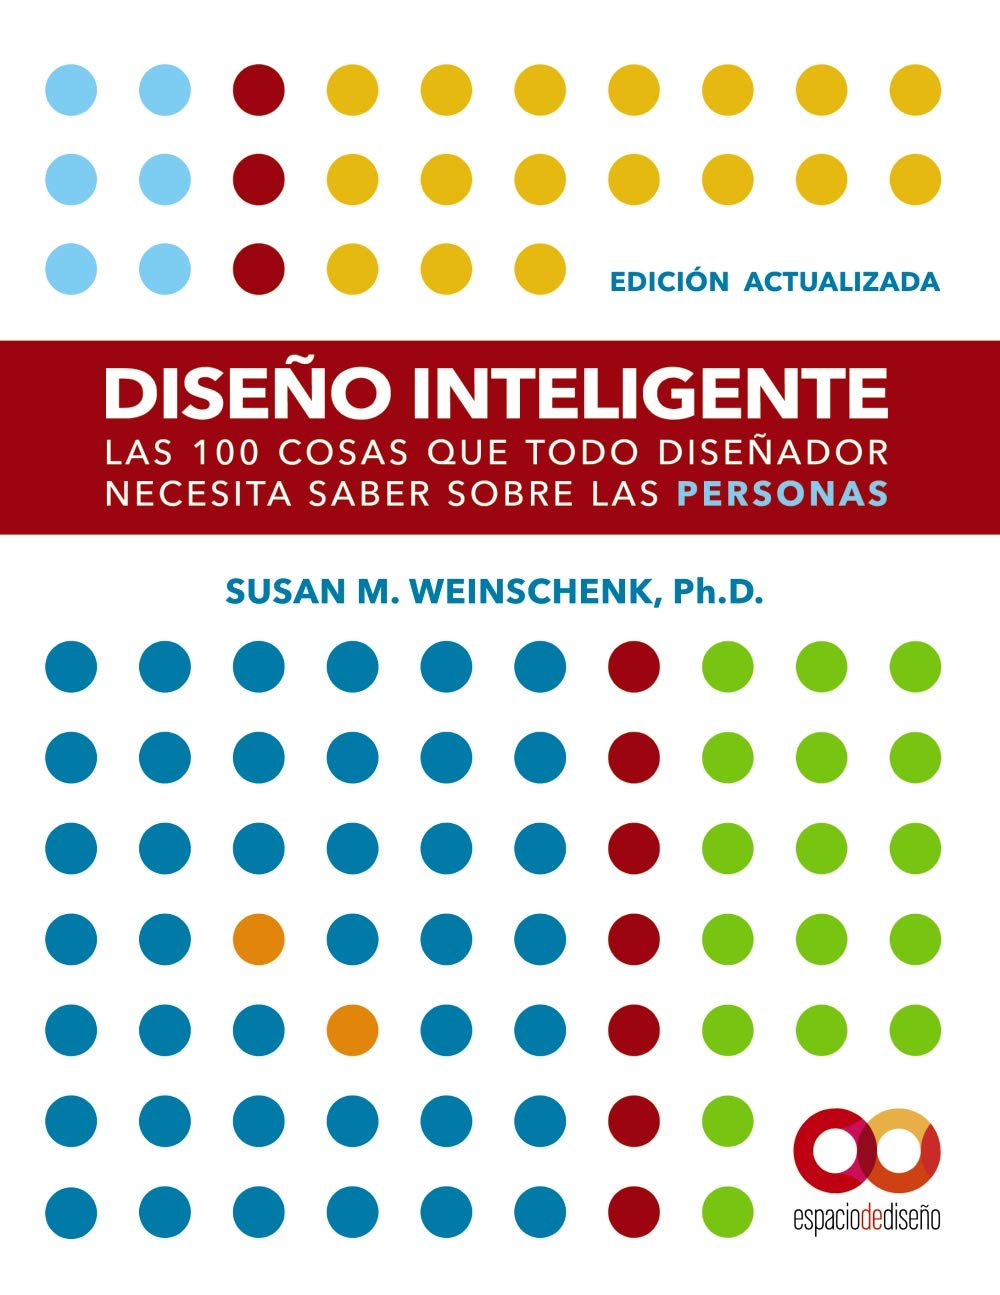 EDICIÓN ACTUALIZADA
DISEÑO INTELIGENTE
LAS 100 COSAS QUE TODO DISEÑADOR
NECESITA SABER SOBRE LAS PERSONAS
SUSAN M. WEINSCHENK, Ph.D.
espaciodediseño